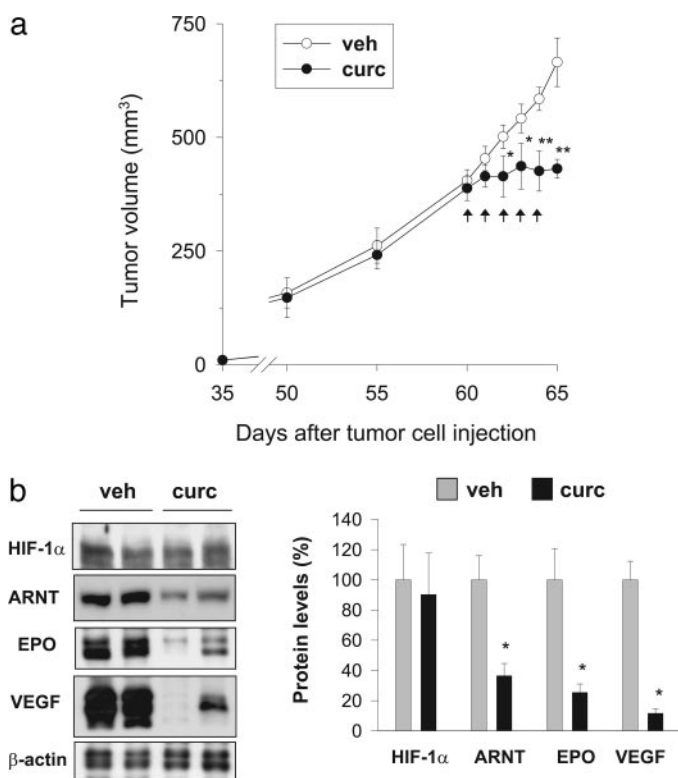 a
750
500
250
0
Tumor volume (mm³)
veh
curc
* * ** **
35 50 55 60 65
Days after tumor cell injection
b
veh curc
HIF-1α
ARNT
EPO
VEGF
β-actin
veh curc
140
120
100
80
60
40
20
0
Protein levels (%)
* * *
HIF-1α ARNT EPO VEGF